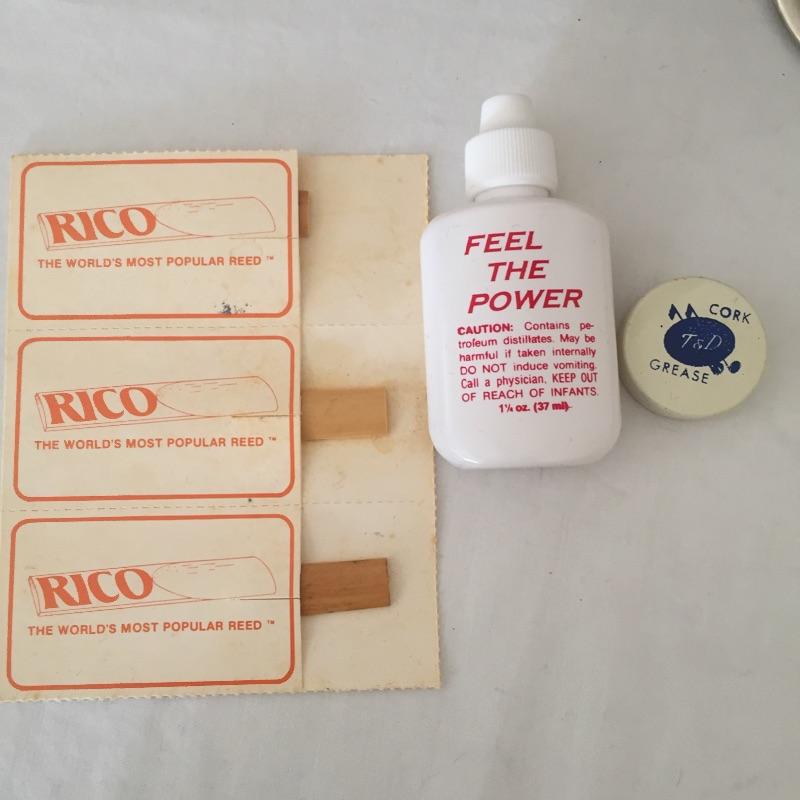 RICO
THE WORLD'S MOST POPULAR REED ™
RICO
THE WORLD'S MOST POPULAR REED ™
RICO
THE WORLD'S MOST POPULAR REED ™
FEEL
THE
POWER
CAUTION: Contains pe-
troleum distillates. May be
harmful if taken internally
DO NOT induce vomiting.
Call a physician. KEEP OUT
OF REACH OF INFANTS.
1¼ oz. (37 ml)
CORK
T&D
GREASE